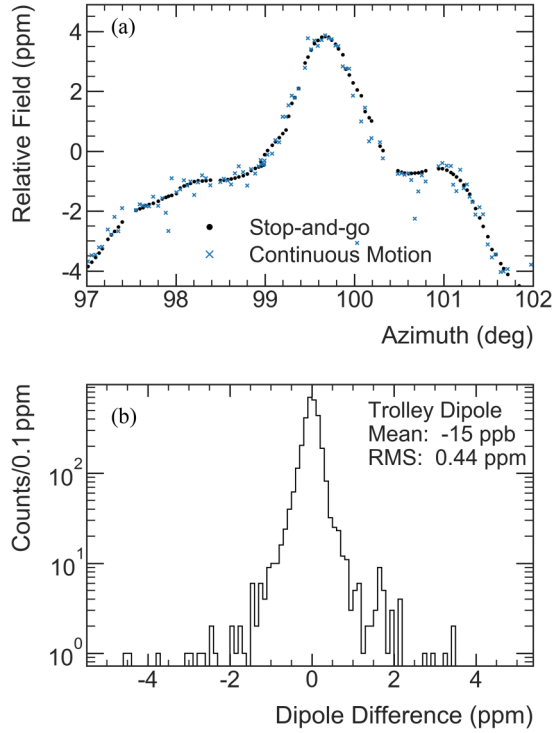 (a)
Relative Field (ppm)
4
2
0
-2
-4
Stop-and-go
Continuous Motion
97 98 99 100 101 102
Azimuth (deg)
(b)
Trolley Dipole
Mean: -15 ppb
RMS: 0.44 ppm
Counts/0.1 ppm
10²
10¹
10⁰
-4 -2 0 2 4
Dipole Difference (ppm)